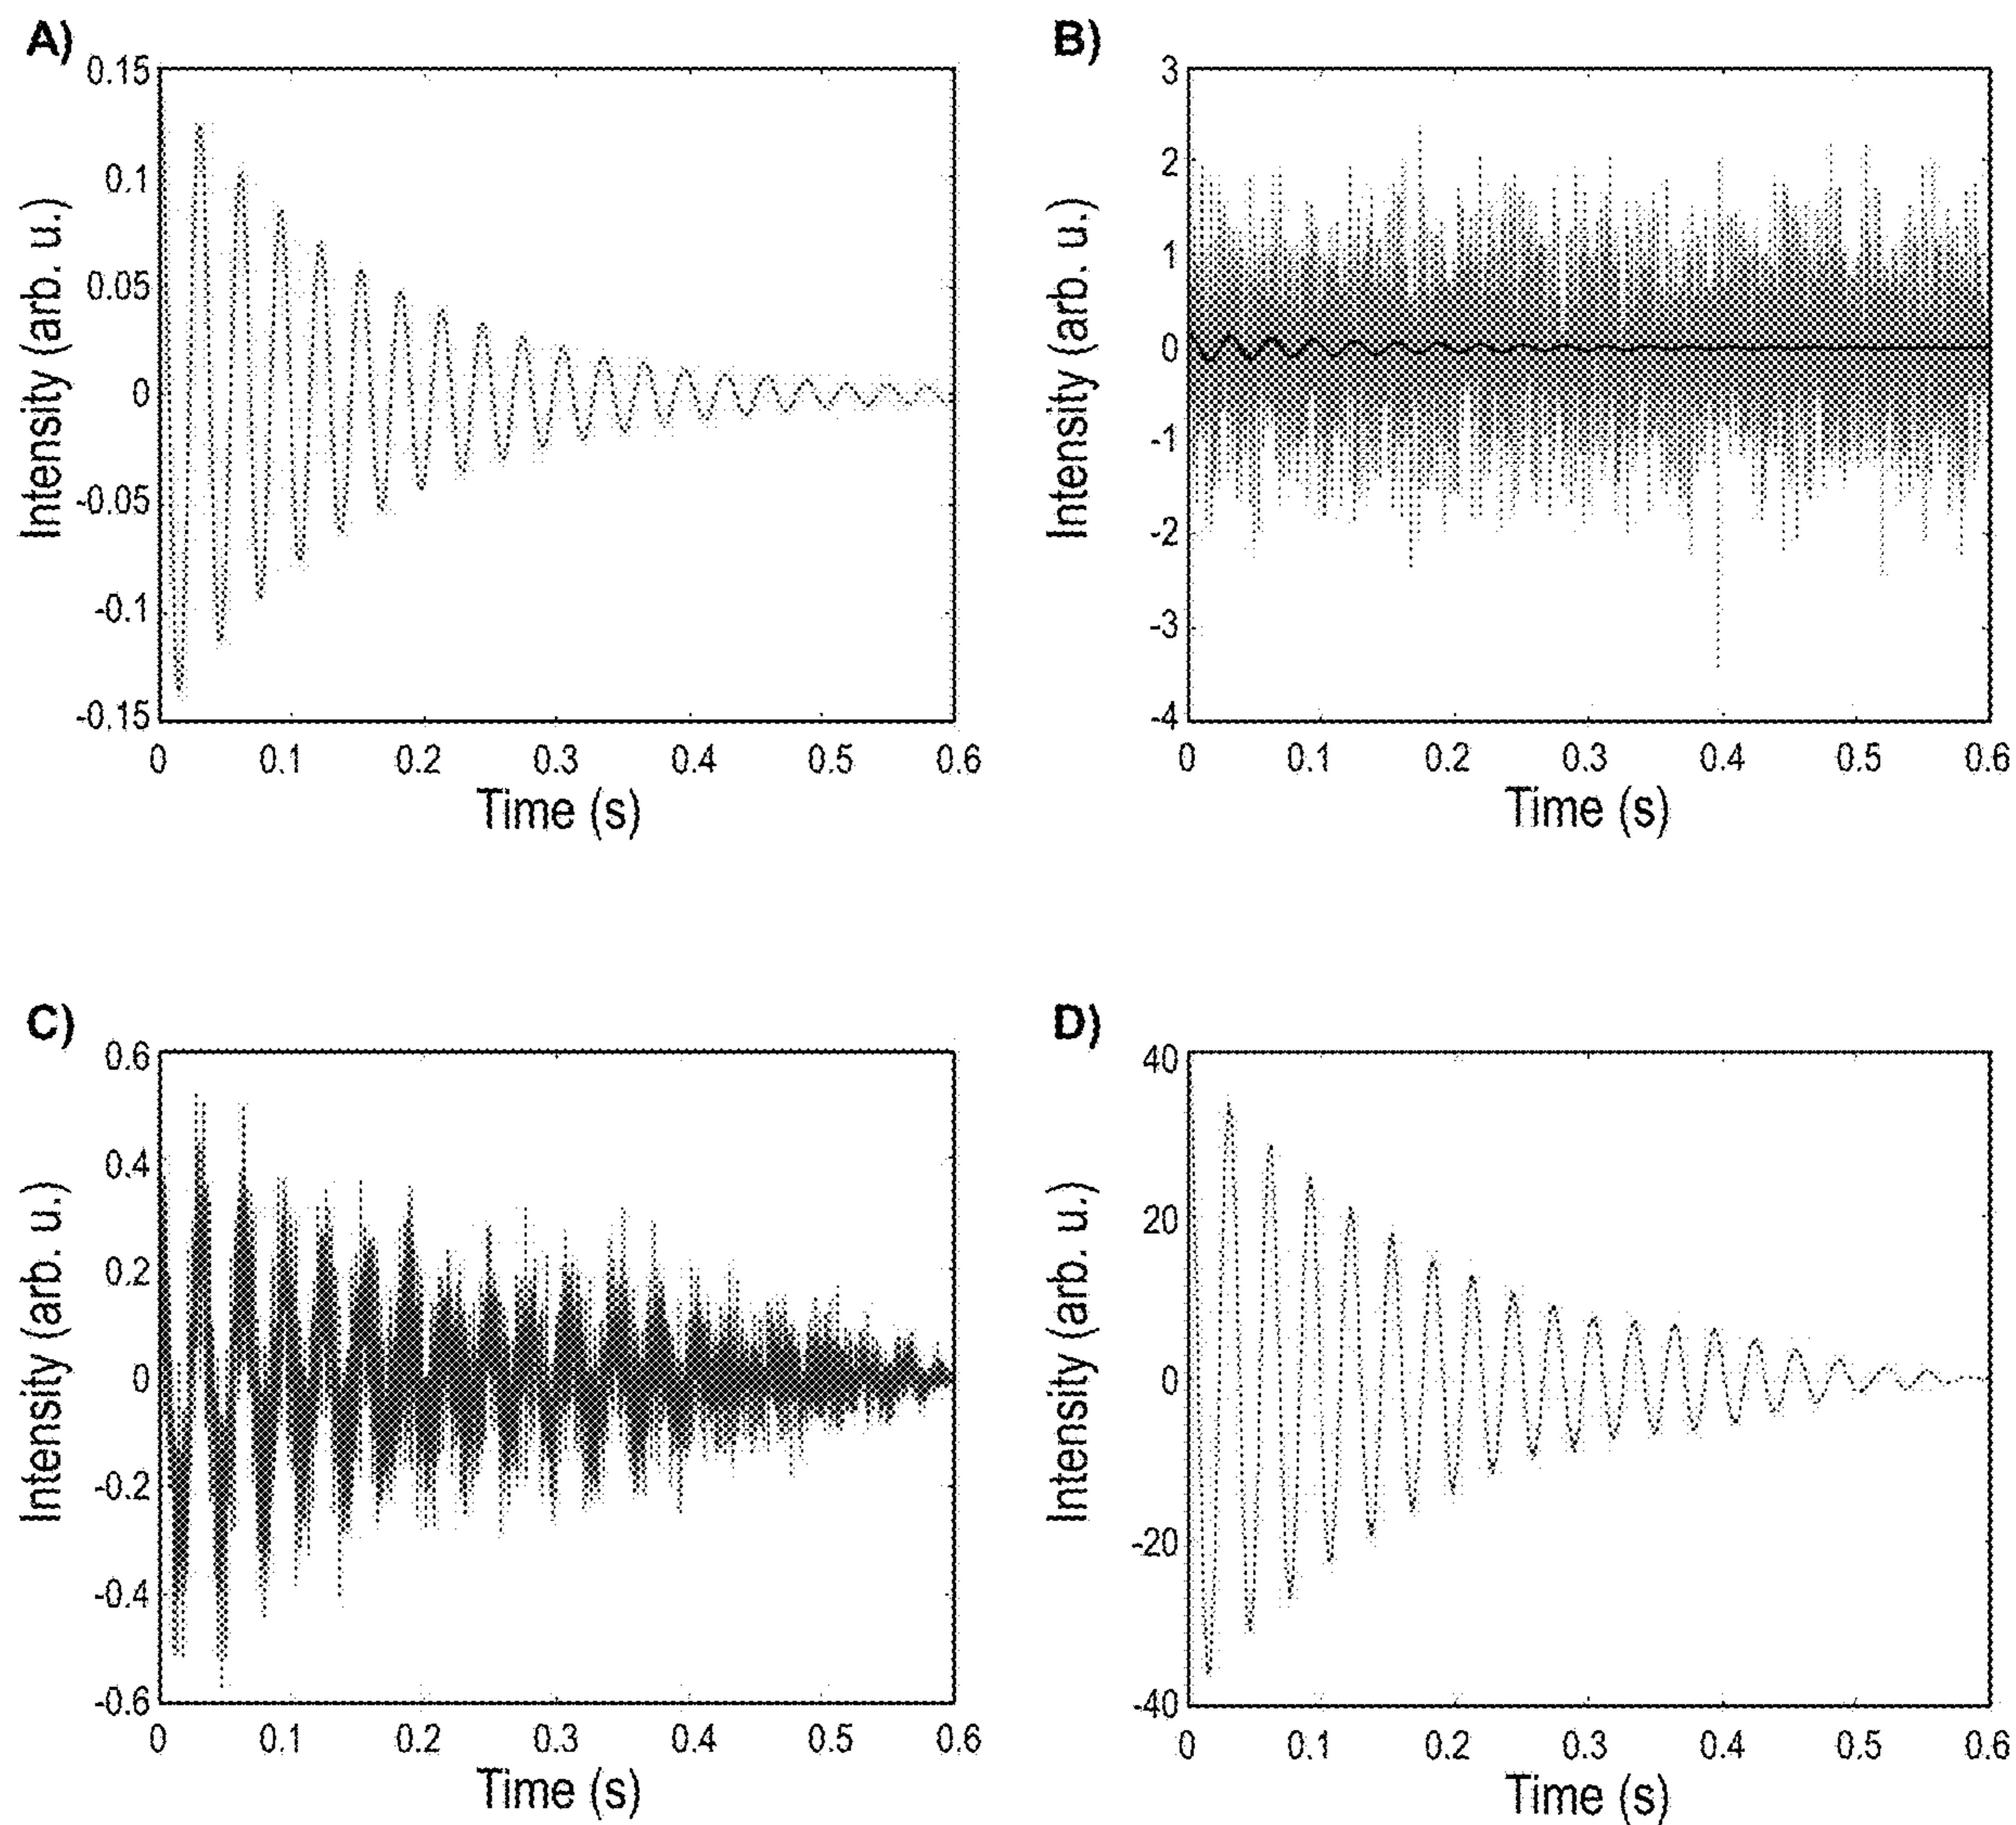 A)
0.15
0.1
0.05
0
-0.05
-0.1
-0.15
Intensity (arb. u.)
0 0.1 0.2 0.3 0.4 0.5 0.6
Time (s)
B)
3
2
1
0
-1
-2
-3
-4
Intensity (arb. u.)
0 0.1 0.2 0.3 0.4 0.5 0.6
Time (s)
C)
0.6
0.4
0.2
0
-0.2
-0.4
-0.6
Intensity (arb. u.)
0 0.1 0.2 0.3 0.4 0.5 0.6
Time (s)
D)
40
20
0
-20
-40
Intensity (arb. u.)
0 0.1 0.2 0.3 0.4 0.5 0.6
Time (s)